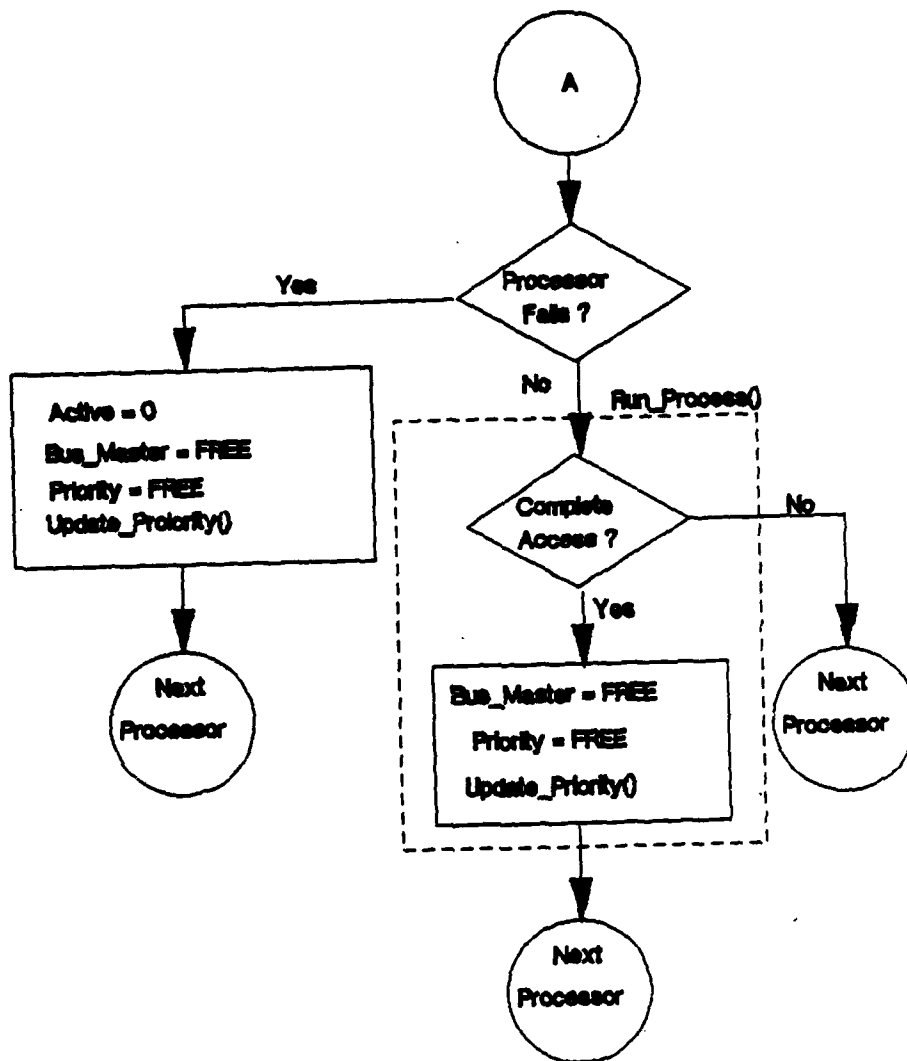 A
Processor
Fails ?
Yes
No
Run_Process()
Active = 0
Bus_Master = FREE
Priority = FREE
Update_Proiority()
Complete
Access ?
No
Yes
Next
Processor
Bus_Master = FREE
Priority = FREE
Update_Priority()
Next
Processor
Next
Processor